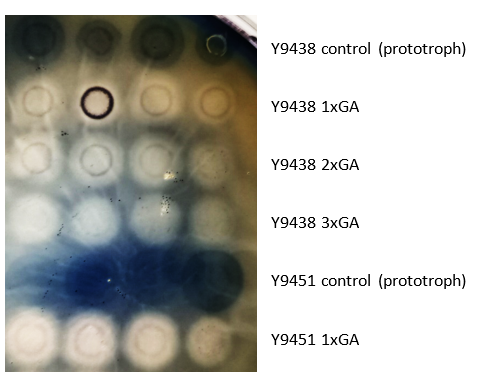 Y9438 control (prototroph)
Y9438 1xGA
Y9438 2xGA
Y9438 3xGA
Y9451 control (prototroph)
Y9451 1xGA